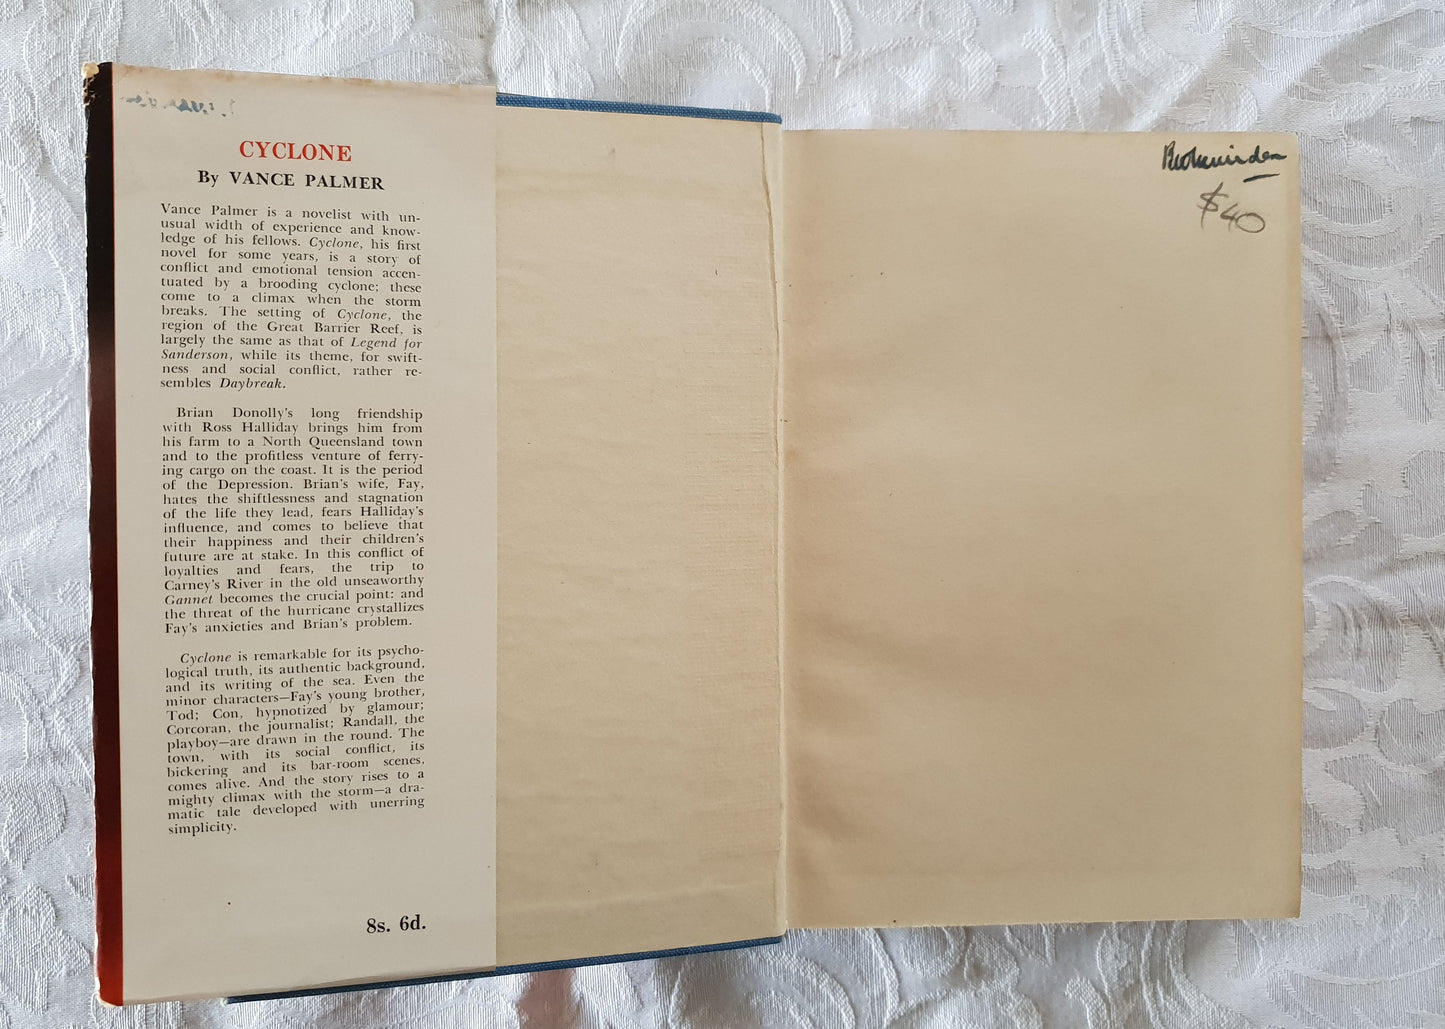 CYCLONE
By VANCE PALMER
Vance Palmer is a novelist with un-
usual width of experience and know-
ledge of his fellows. Cyclone, his first
novel for some years, is a story of
conflict and emotional tension accen-
tuated by a brooding cyclone; these
come to a climax when the storm
breaks. The setting of Cyclone, the
region of the Great Barrier Reef, is
largely the same as that of Legend for
Sanderson, while its theme, for swift-
ness and social conflict, rather re-
sembles Daybreak.
Brian Donolly's long friendship
with Ross Halliday brings him from
his farm to a North Queensland town
and to the profitless venture of ferry-
ing cargo on the coast. It is the period
of the Depression. Brian's wife, Fay,
hates the shiftlessness and stagnation
of the life they lead, fears Halliday's
influence, and comes to believe that
their happiness and their children's
future are at stake. In this conflict of
loyalties and fears, the trip to
Carney's River in the old unseaworthy
Gannet becomes the crucial point: and
the threat of the hurricane crystallizes
Fay's anxieties and Brian's problem.
Cyclone is remarkable for its psycho-
logical truth, its authentic background,
and its writing of the sea. Even the
minor characters—Fay's young brother,
Tod; Con, hypnotized by glamour;
Corcoran, the journalist; Randall, the
playboy—are drawn in the round. The
town, with its social conflict, its
bickering and its bar-room scenes,
comes alive. And the story rises to a
mighty climax with the storm—a dra-
matic tale developed with unerring
simplicity.
8s. 6d.
$40